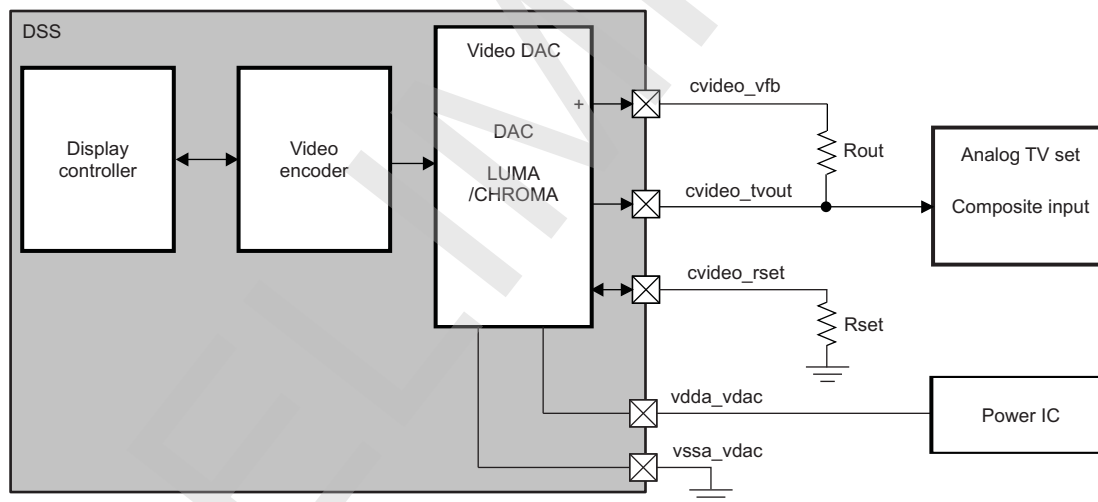 DSS
Display
controller
Video
encoder
Video DAC
+
DAC
LUMA
/CHROMA
cvideo_vfb
Rout
cvideo_tvout
Analog TV set
Composite input
cvideo_rset
Rset
vdda_vdac
Power IC
vssa_vdac